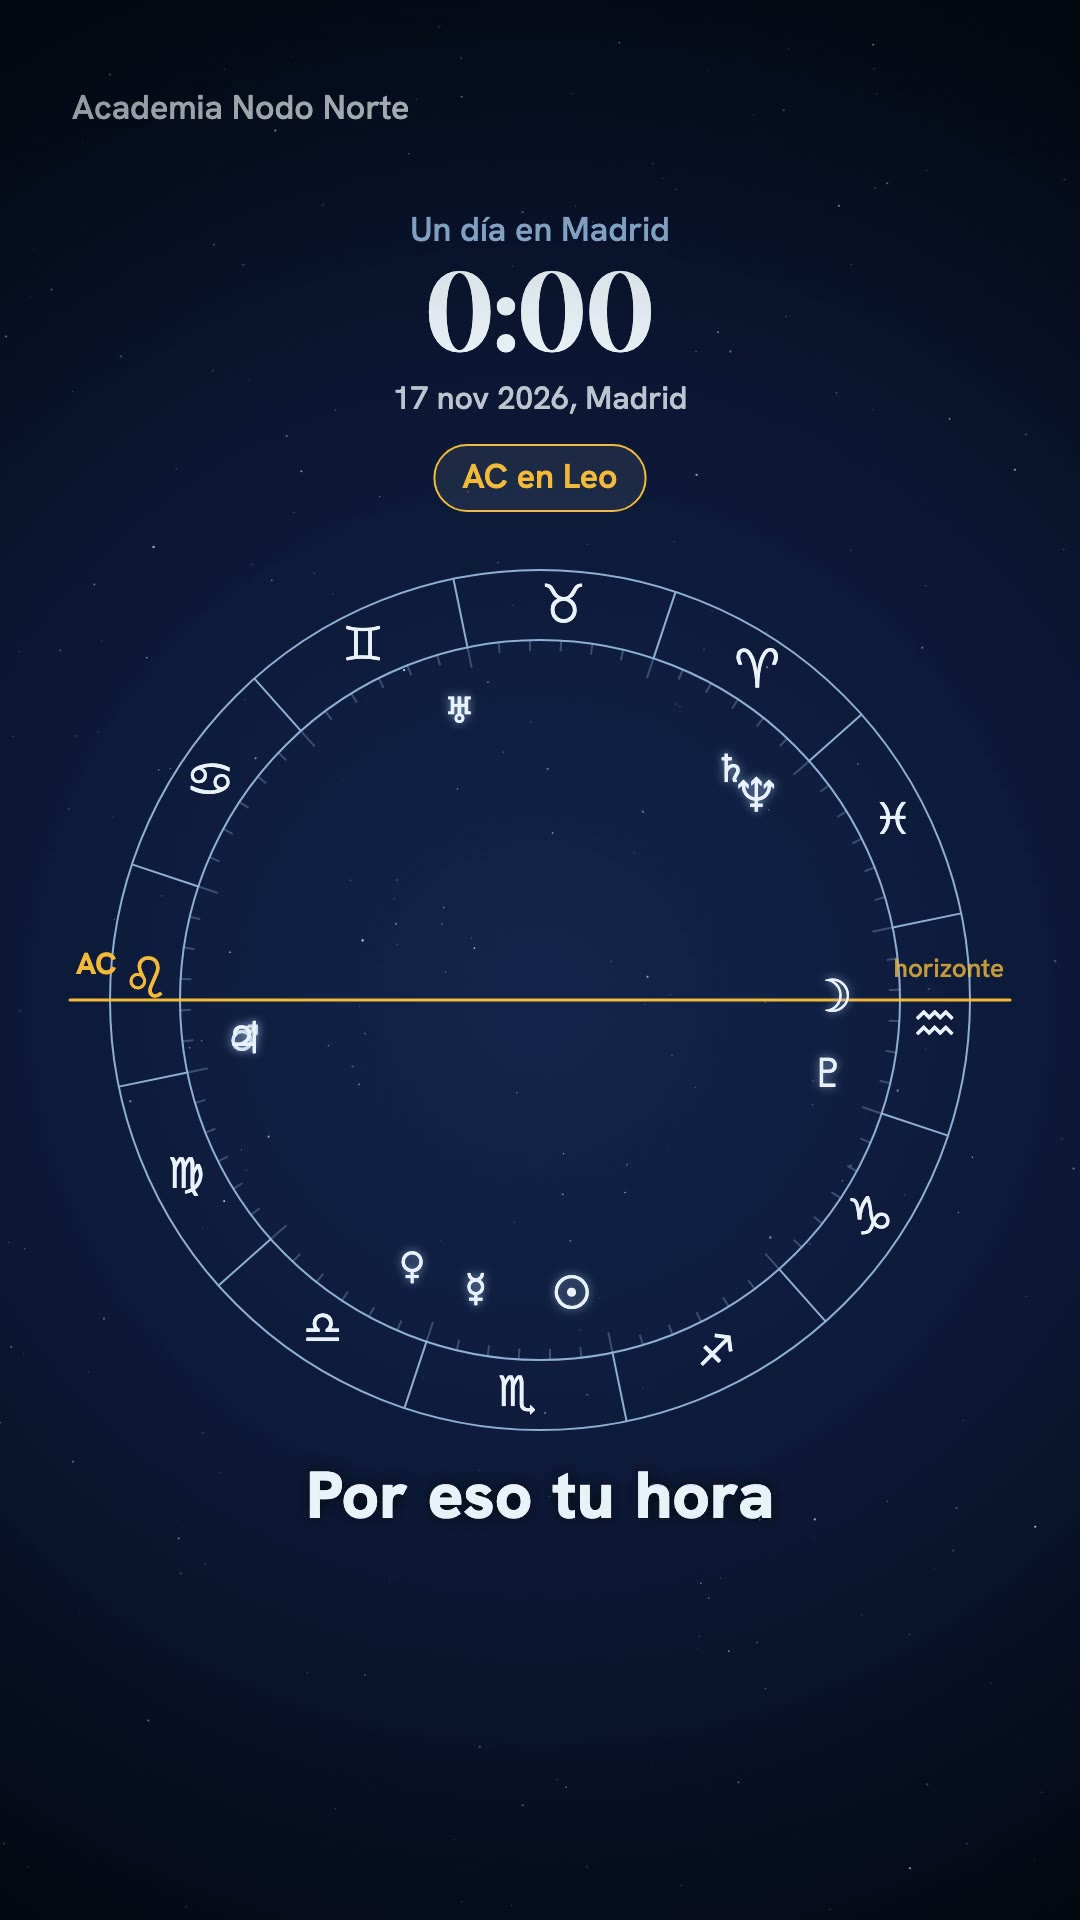 Academia Nodo Norte
Un día en Madrid
0:00
17 nov 2026, Madrid
AC en Leo
AC
horizonte
Por eso tu hora